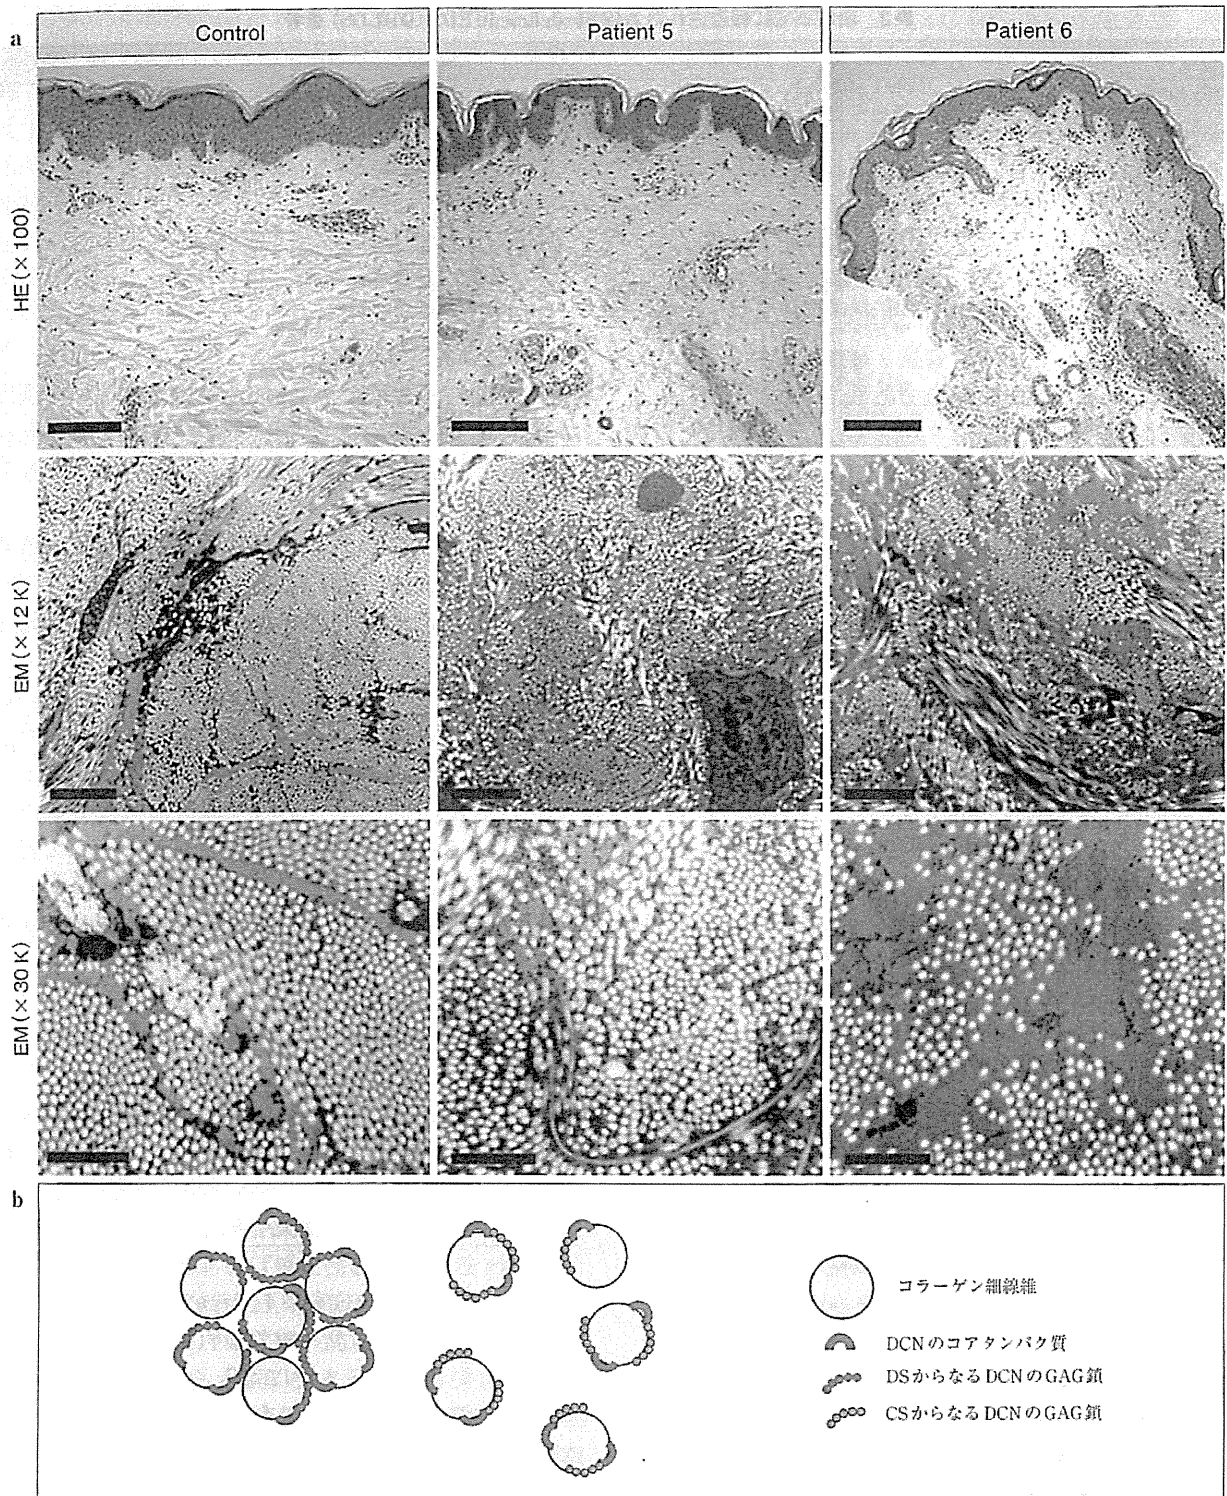 a
Control
Patient 5
Patient 6
HE(×100)
EM(×12K)
EM(×30K)
b
コラーゲン細線維
DCNのコアタンパク質
DSからなるDCNのGAG鎖
CSからなるDCNのGAG鎖